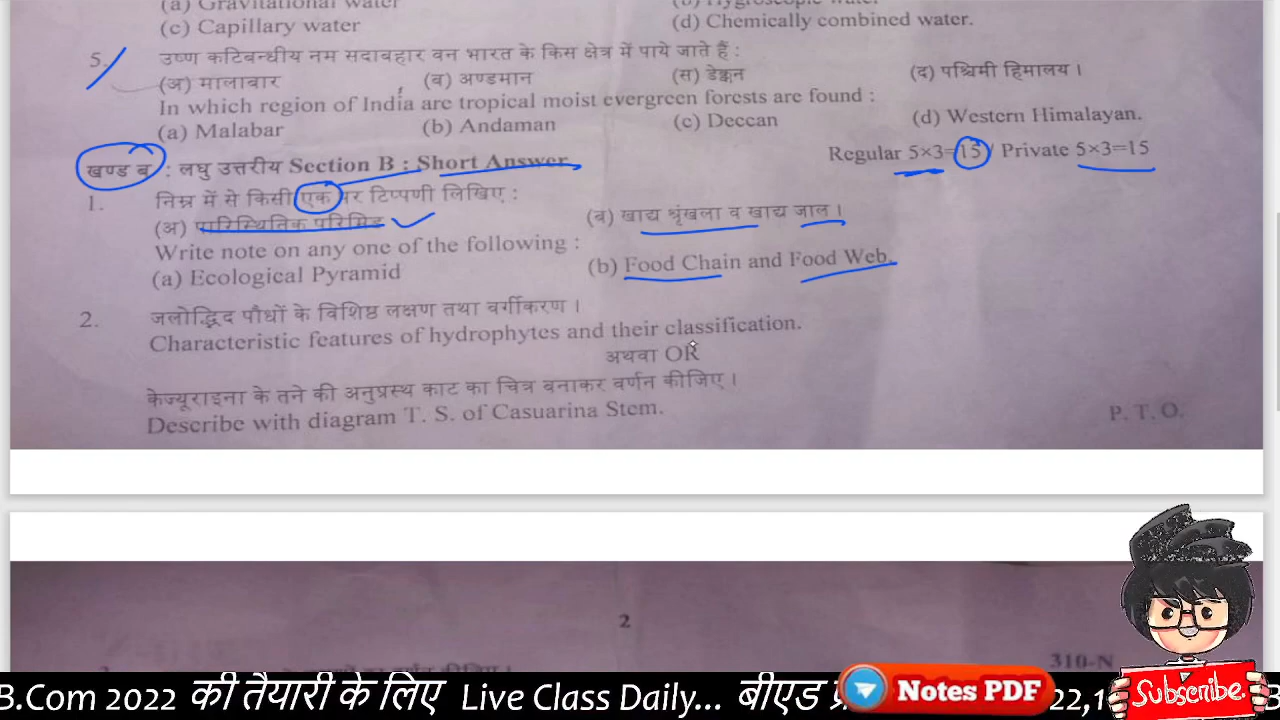 (a) Gravitational water (b) Hygroscopic water
(c) Capillary water (d) Chemically combined water.
5. उष्ण कटिबन्धीय नम सदाबहार वन भारत के किस क्षेत्र में पाये जाते हैं :
(अ) मालाबार (ब) अण्डमान (स) डेक्कन (द) पश्चिमी हिमालय ।
In which region of India are tropical moist evergreen forests are found :
(a) Malabar (b) Andaman (c) Deccan (d) Western Himalayan.
खण्ड ब : लघु उत्तरीय Section B : Short Answer Regular 5×3=15/ Private 5×3=15
1. निम्न में से किसी एक पर टिप्पणी लिखिए :
(अ) पारिस्थितिक परिमिड (ब) खाद्य श्रृंखला व खाद्य जाल ।
Write note on any one of the following :
(a) Ecological Pyramid (b) Food Chain and Food Web.
2. जलोद्भिद पौधों के विशिष्ठ लक्षण तथा वर्गीकरण ।
Characteristic features of hydrophytes and their classification.
अथवा OR
केज्यूराइना के तने की अनुप्रस्थ काट का चित्र बनाकर वर्णन कीजिए ।
Describe with diagram T. S. of Casuarina Stem.
P. T. O.
2
310-N
B.Com 2022 की तैयारी के लिए Live Class Daily... बीएड
Notes PDF
Subscribe